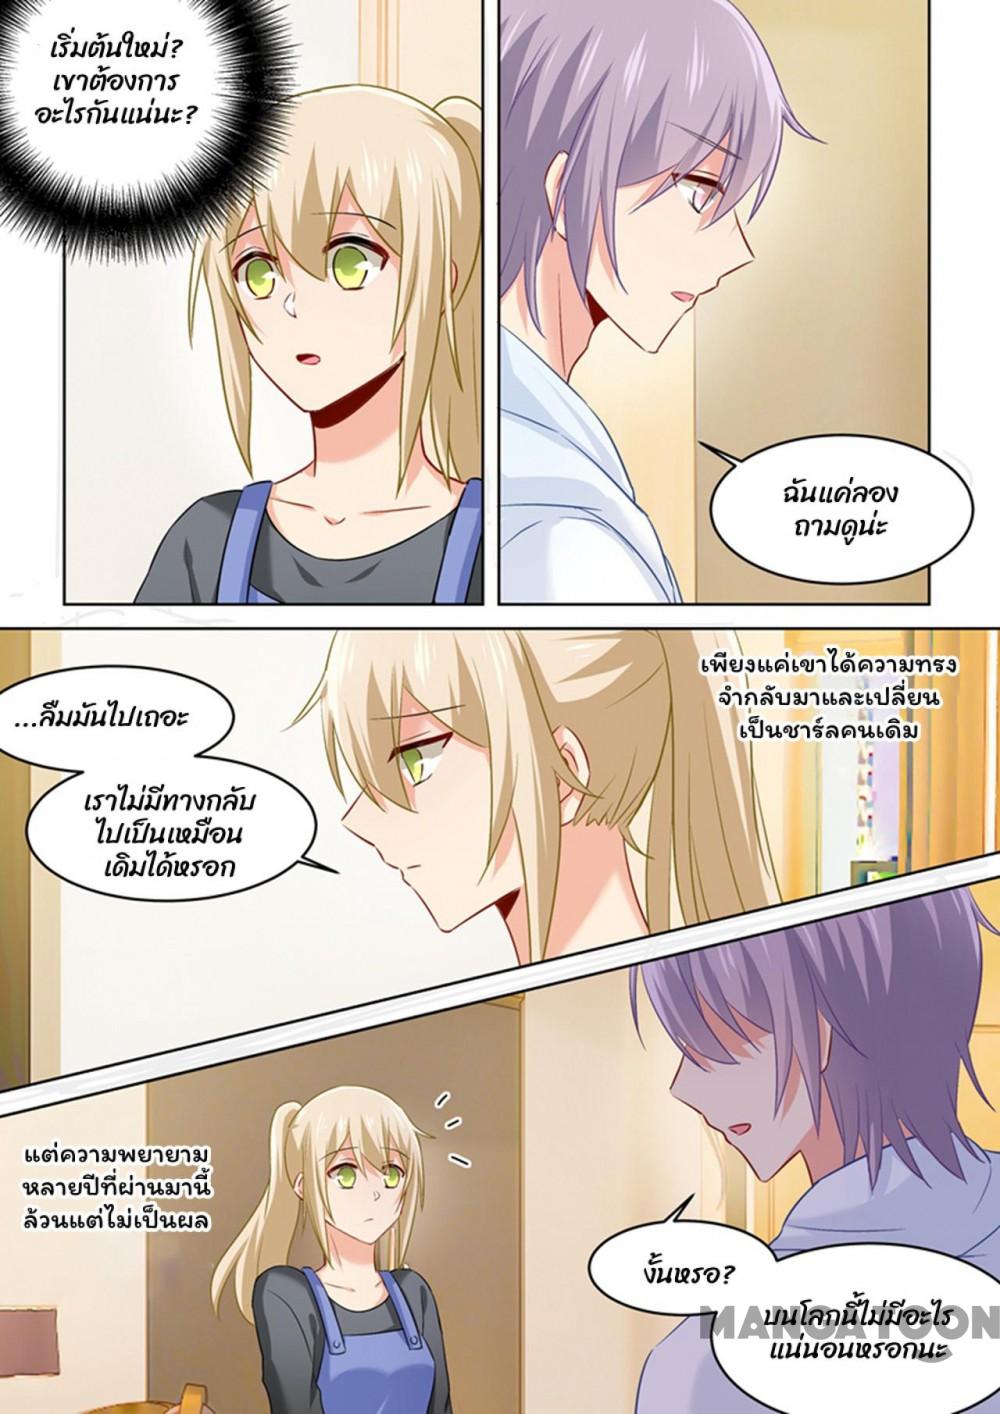 เริ่มต้นใหม่?
เขาต้องการ
อะไรกันแน่นะ?
ฉันแค่ลอง
ถามดูน่ะ
...ลืมมันไปเถอะ
เราไม่มีทางกลับ
ไปเป็นเหมือน
เดิมได้หรอก
เพียงแค่เขาได้ความทรง
จำกลับมาและเปลี่ยน
เป็นชาร์ลคนเดิม
แต่ความพยายาม
หลายปีที่ผ่านมานี้
ล้วนแต่ไม่เป็นผล
งั้นหรอ?
บนโลกนี้ไม่มีอะไร
แน่นอนหรอกนะ
MANGATOON